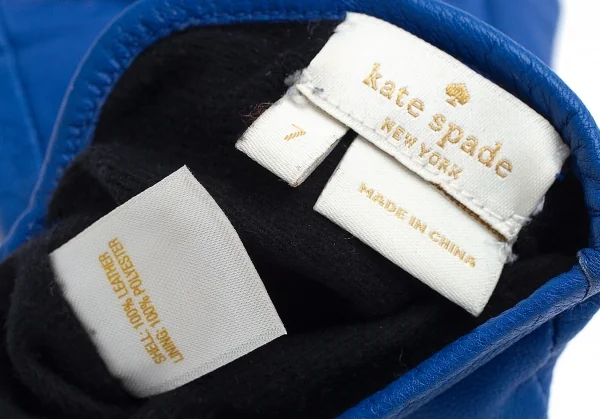 kate spade
NEW YORK
7
MADE IN CHINA
SHELL: 100% LEATHER
LINING: 100% POLYESTER